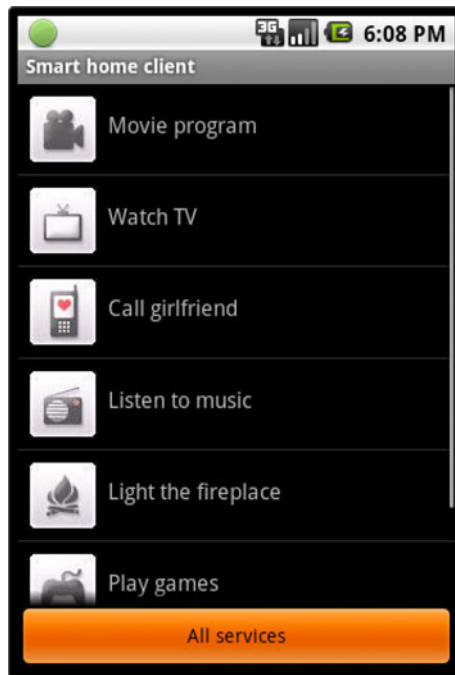 3G 6:08 PM
Smart home client
Movie program
Watch TV
Call girlfriend
Listen to music
Light the fireplace
Play games
All services